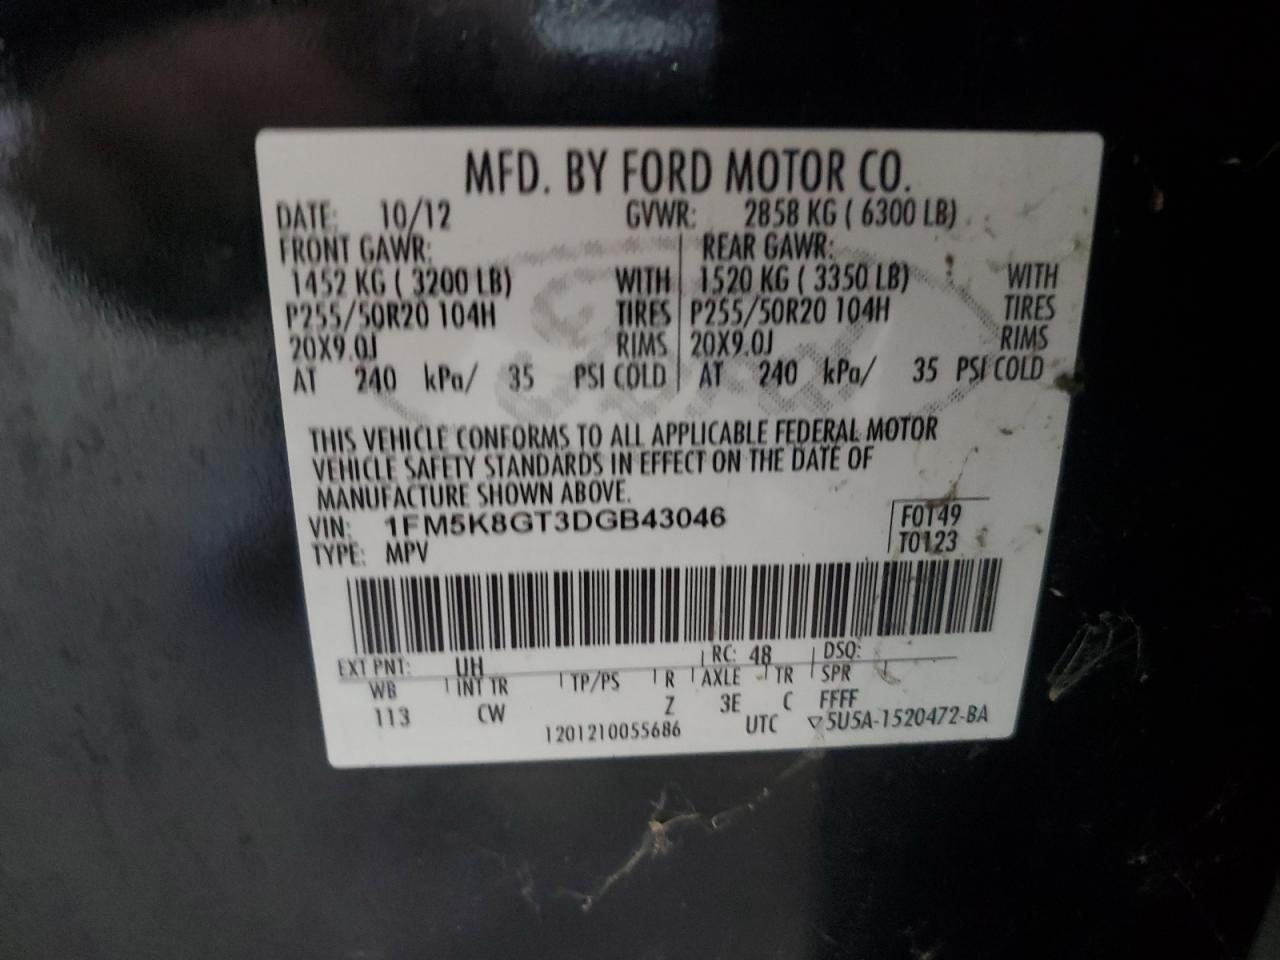 MFD. BY FORD MOTOR CO.
DATE: 10/12 GVWR: 2858 KG ( 6300 LB)
FRONT GAWR: REAR GAWR:
1452 KG ( 3200 LB) WITH 1520 KG ( 3350 LB) WITH
P255/50R20 104H TIRES P255/50R20 104H TIRES
20X9.0J RIMS 20X9.0J RIMS
AT 240 kPa/ 35 PSI COLD AT 240 kPa/ 35 PSI COLD
THIS VEHICLE CONFORMS TO ALL APPLICABLE FEDERAL MOTOR
VEHICLE SAFETY STANDARDS IN EFFECT ON THE DATE OF
MANUFACTURE SHOWN ABOVE.
VIN: 1FM5K8GT3DGB43046 F0149
TYPE: MPV T0123
EXT PNT: UH RC: 48 DSO:
WB INT TR TP/PS R AXLE TR SPR
113 CW Z 3E C FFFF
1201210055686 UTC ▽5U5A-1520472-BA